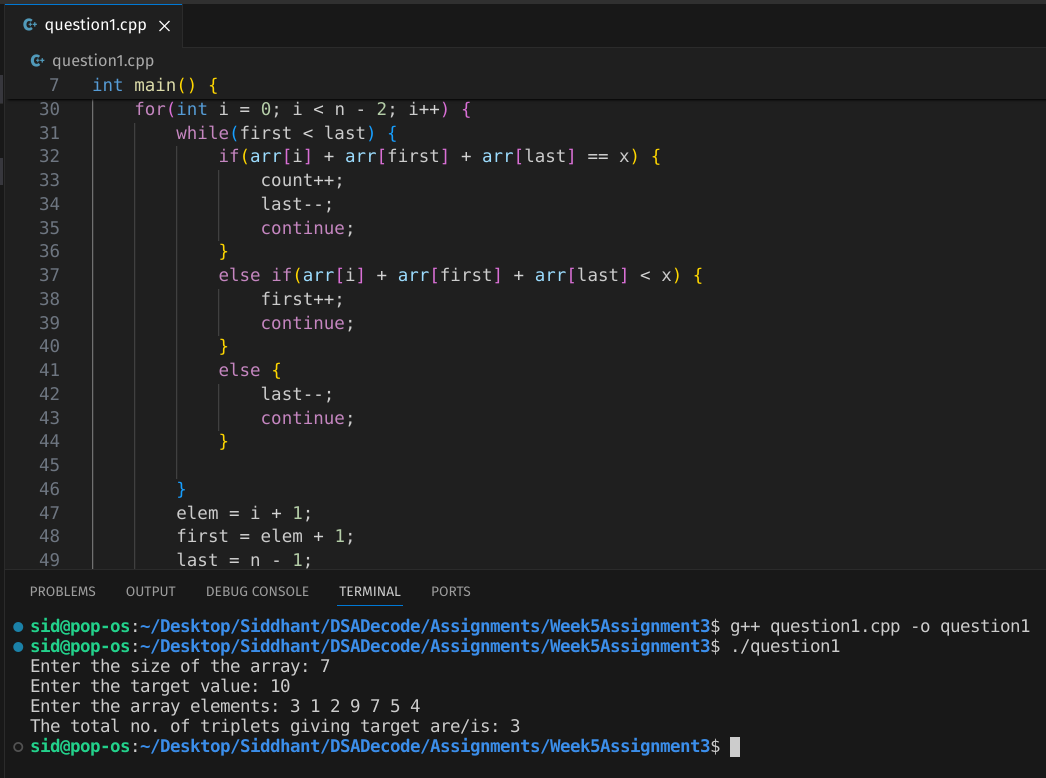 question1.cpp
question1.cpp
7 int main() {
30 for(int i = 0; i < n - 2; i++) {
31 while(first < last) {
32 if(arr[i] + arr[first] + arr[last] == x) {
33 count++;
34 last--;
35 continue;
36 }
37 else if(arr[i] + arr[first] + arr[last] < x) {
38 first++;
39 continue;
40 }
41 else {
42 last--;
43 continue;
44 }
45
46 }
47 elem = i + 1;
48 first = elem + 1;
49 last = n - 1;
PROBLEMS OUTPUT DEBUG CONSOLE TERMINAL PORTS
sid@pop-os:~/Desktop/Siddhant/DSADecode/Assignments/Week5Assignment3$ g++ question1.cpp -o question1
sid@pop-os:~/Desktop/Siddhant/DSADecode/Assignments/Week5Assignment3$ ./question1
Enter the size of the array: 7
Enter the target value: 10
Enter the array elements: 3 1 2 9 7 5 4
The total no. of triplets giving target are/is: 3
sid@pop-os:~/Desktop/Siddhant/DSADecode/Assignments/Week5Assignment3$